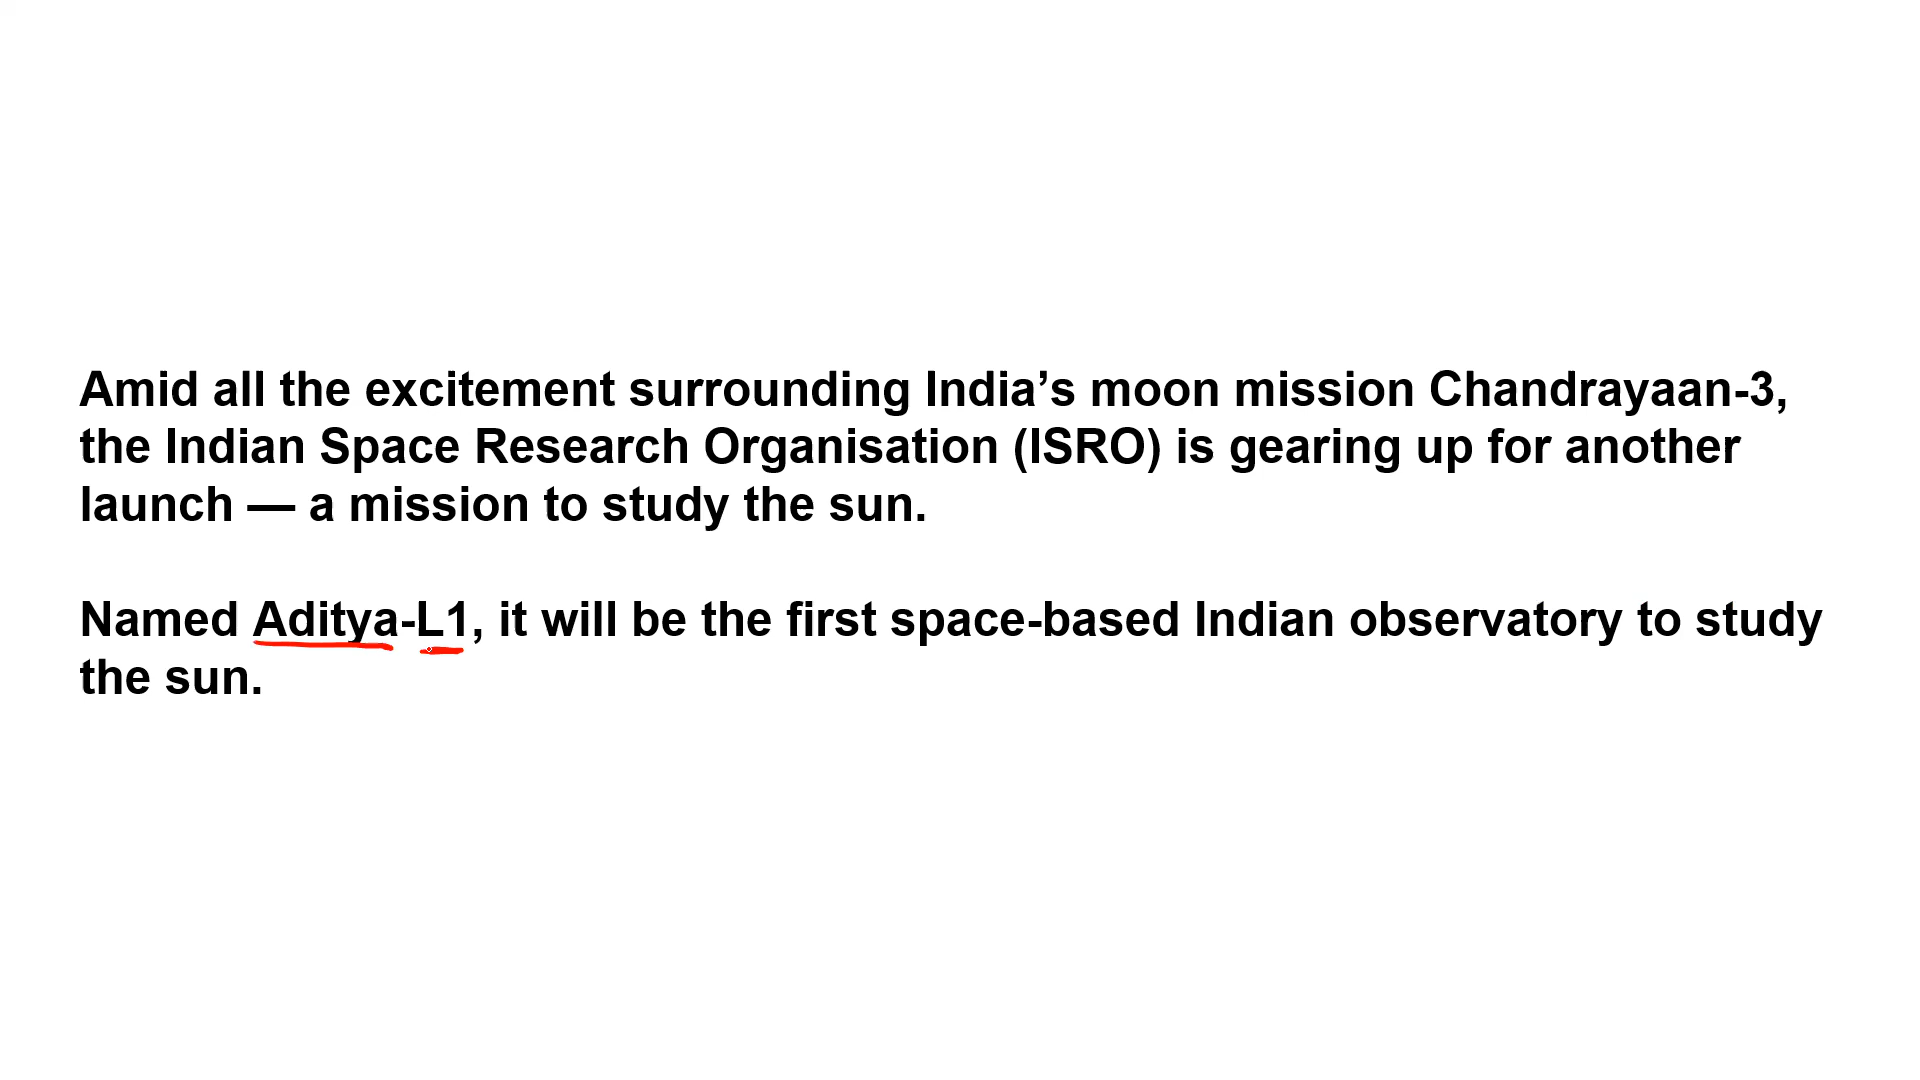 Amid all the excitement surrounding India’s moon mission Chandrayaan-3,
the Indian Space Research Organisation (ISRO) is gearing up for another
launch — a mission to study the sun.
Named Aditya-L1, it will be the first space-based Indian observatory to study
the sun.